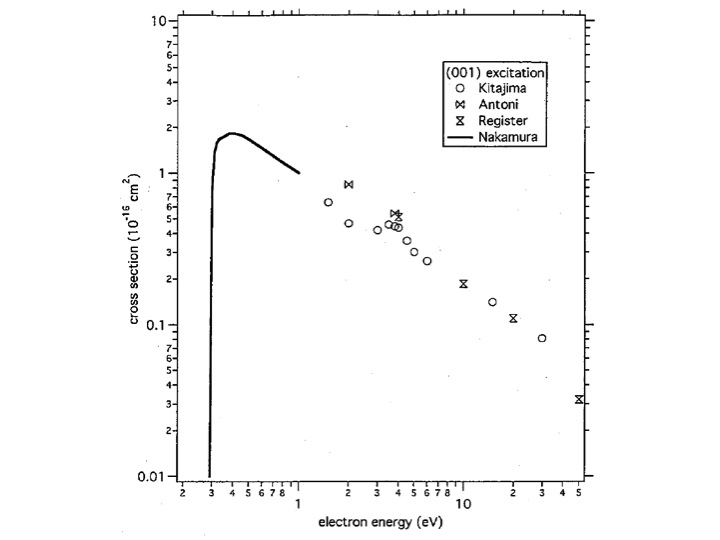 10
7
6
5
4
3
2
1
7
6
5
4
3
2
0.1
7
6
5
4
3
2
0.01
cross section (10⁻¹⁶ cm²)
(001) excitation
Kitajima
Antoni
Register
Nakamura
2 3 4 5 6 7 8 2 3 4 5 6 7 8 2 3 4 5
1 10
electron energy (eV)